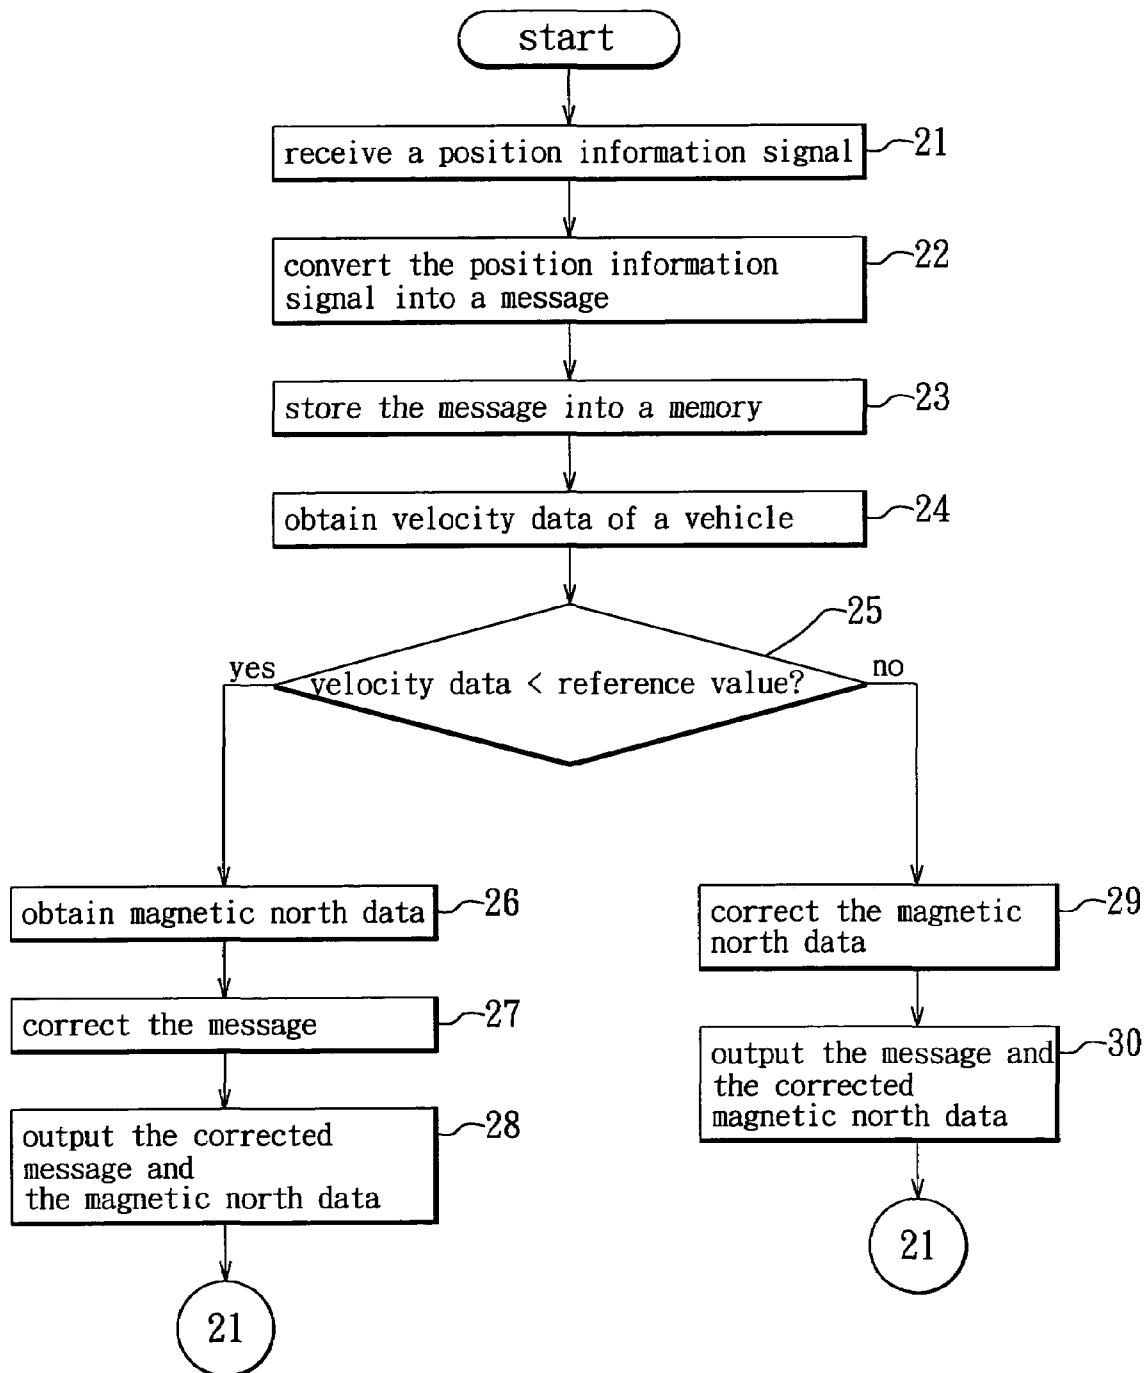 start
receive a position information signal
21
convert the position information
signal into a message
22
store the message into a memory
23
obtain velocity data of a vehicle
24
25
yes
velocity data < reference value?
no
obtain magnetic north data
26
correct the message
27
output the corrected
message and
the magnetic north data
28
21
correct the magnetic
north data
29
output the message and
the corrected
magnetic north data
30
21